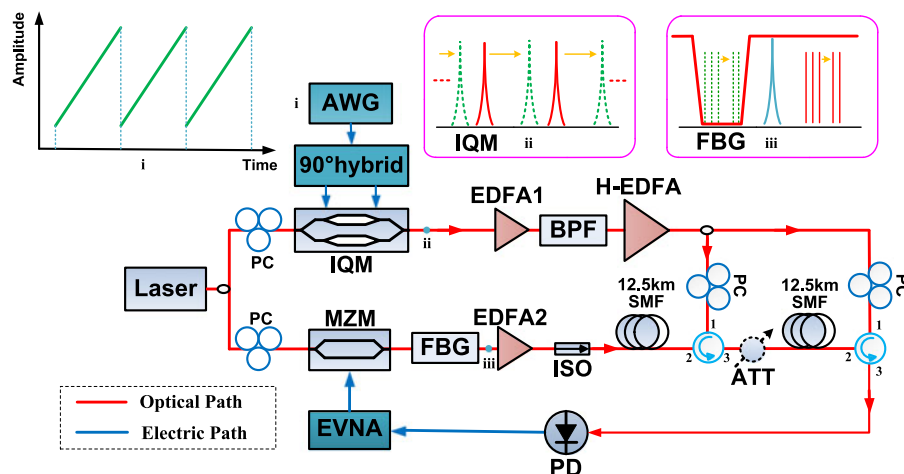 Amplitude
i
Time
i
AWG
90°hybrid
IQM
ii
FBG
iii
PC
IQM
ii
EDFA1
BPF
H-EDFA
Laser
PC
MZM
FBG
iii
EDFA2
ISO
12.5km
SMF
PC
1
2
3
ATT
12.5km
SMF
PC
1
2
3
Optical Path
Electric Path
EVNA
PD